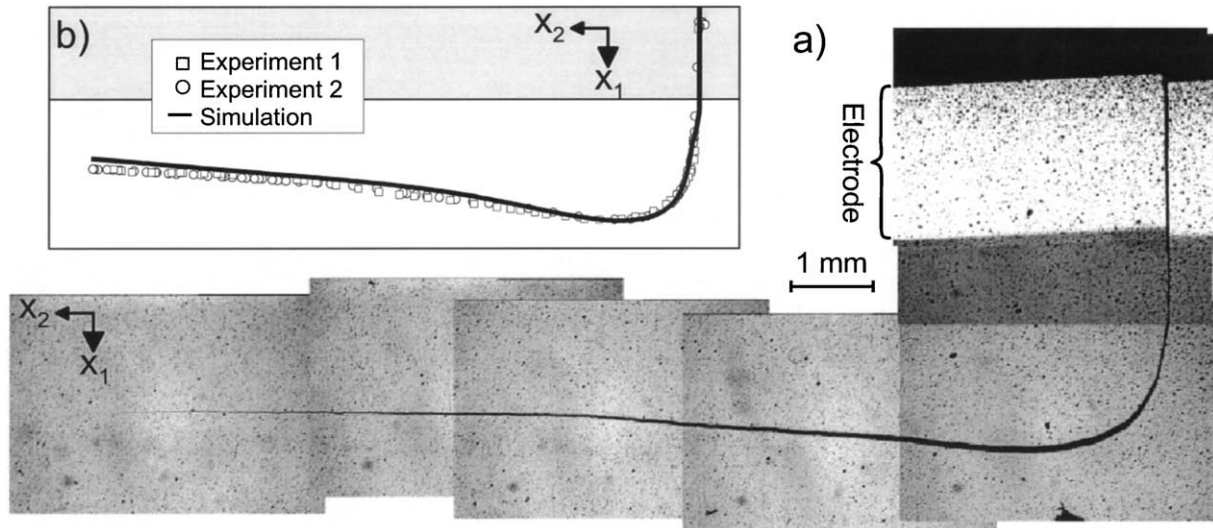 b)
X₂
X₁
□ Experiment 1
○ Experiment 2
Simulation
a)
Electrode
1 mm
X₂
X₁